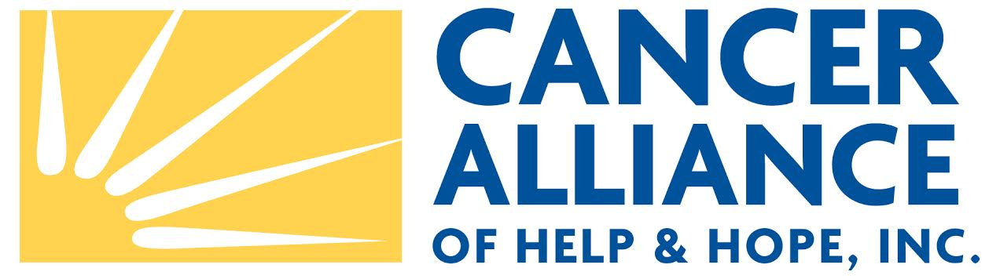 CANCER
ALLIANCE
OF HELP & HOPE, INC.